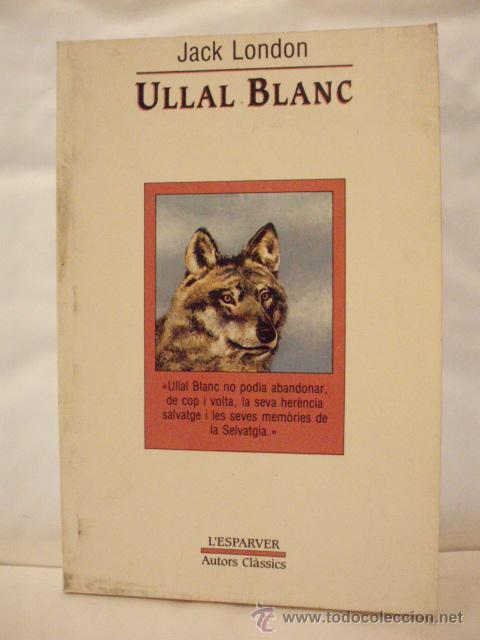 Jack London
ULLAL BLANC
«Ullal Blanc no podia abandonar,
de cop i volta, la seva herència
salvatge i les seves memòries de
la Selvatgia.»
L'ESPARVER
Autors Clàssics
www.todocoleccion.net